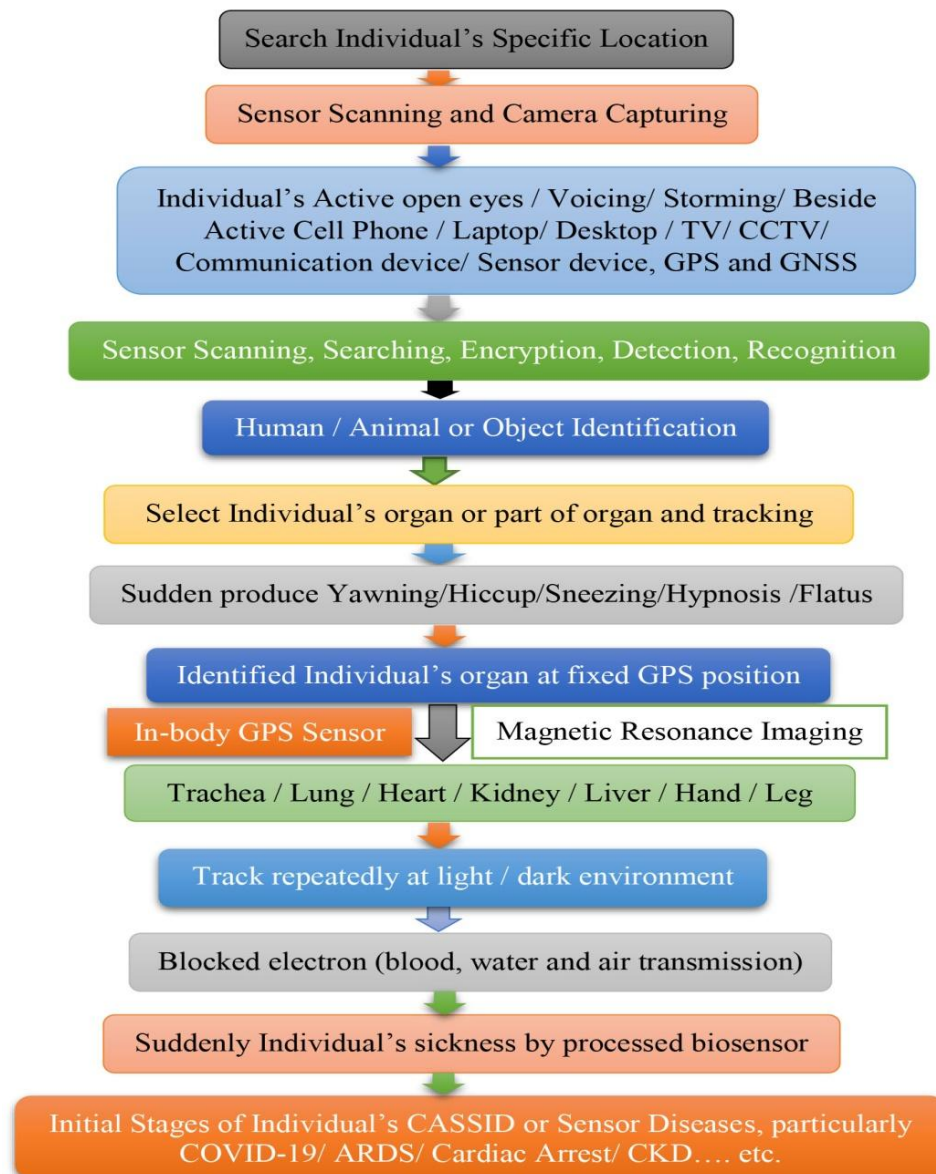 Search Individual's Specific Location
Sensor Scanning and Camera Capturing
Individual's Active open eyes / Voicing/ Storming/ Beside
Active Cell Phone / Laptop/ Desktop / TV/ CCTV/
Communication device/ Sensor device, GPS and GNSS
Sensor Scanning, Searching, Encryption, Detection, Recognition
Human / Animal or Object Identification
Select Individual's organ or part of organ and tracking
Sudden produce Yawning/Hiccup/Sneezing/Hypnosis /Flatus
Identified Individual's organ at fixed GPS position
In-body GPS Sensor
Magnetic Resonance Imaging
Trachea / Lung / Heart / Kidney / Liver / Hand / Leg
Track repeatedly at light / dark environment
Blocked electron (blood, water and air transmission)
Suddenly Individual's sickness by processed biosensor
Initial Stages of Individual's CASSID or Sensor Diseases, particularly
COVID-19/ ARDS/ Cardiac Arrest/ CKD…. etc.